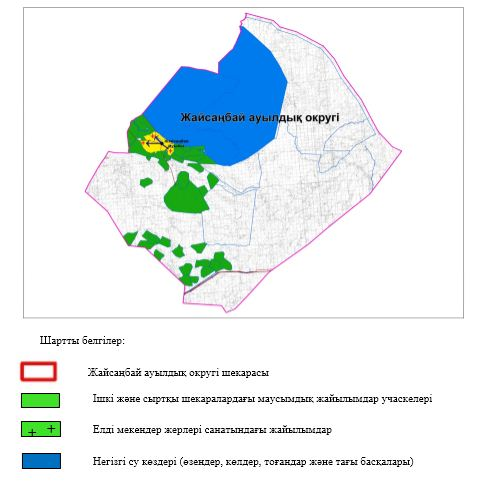 Жайсаңбай ауылдық округі
Шартты белгілер:
Жайсаңбай ауылдық округі шекарасы
Ішкі және сыртқы шекаралардағы маусымдық жайылымдар учаскелері
Елді мекендер жерлері санатындағы жайылымдар
Негізгі су көздері (өзендер, көлдер, тоғандар және тағы басқалары)